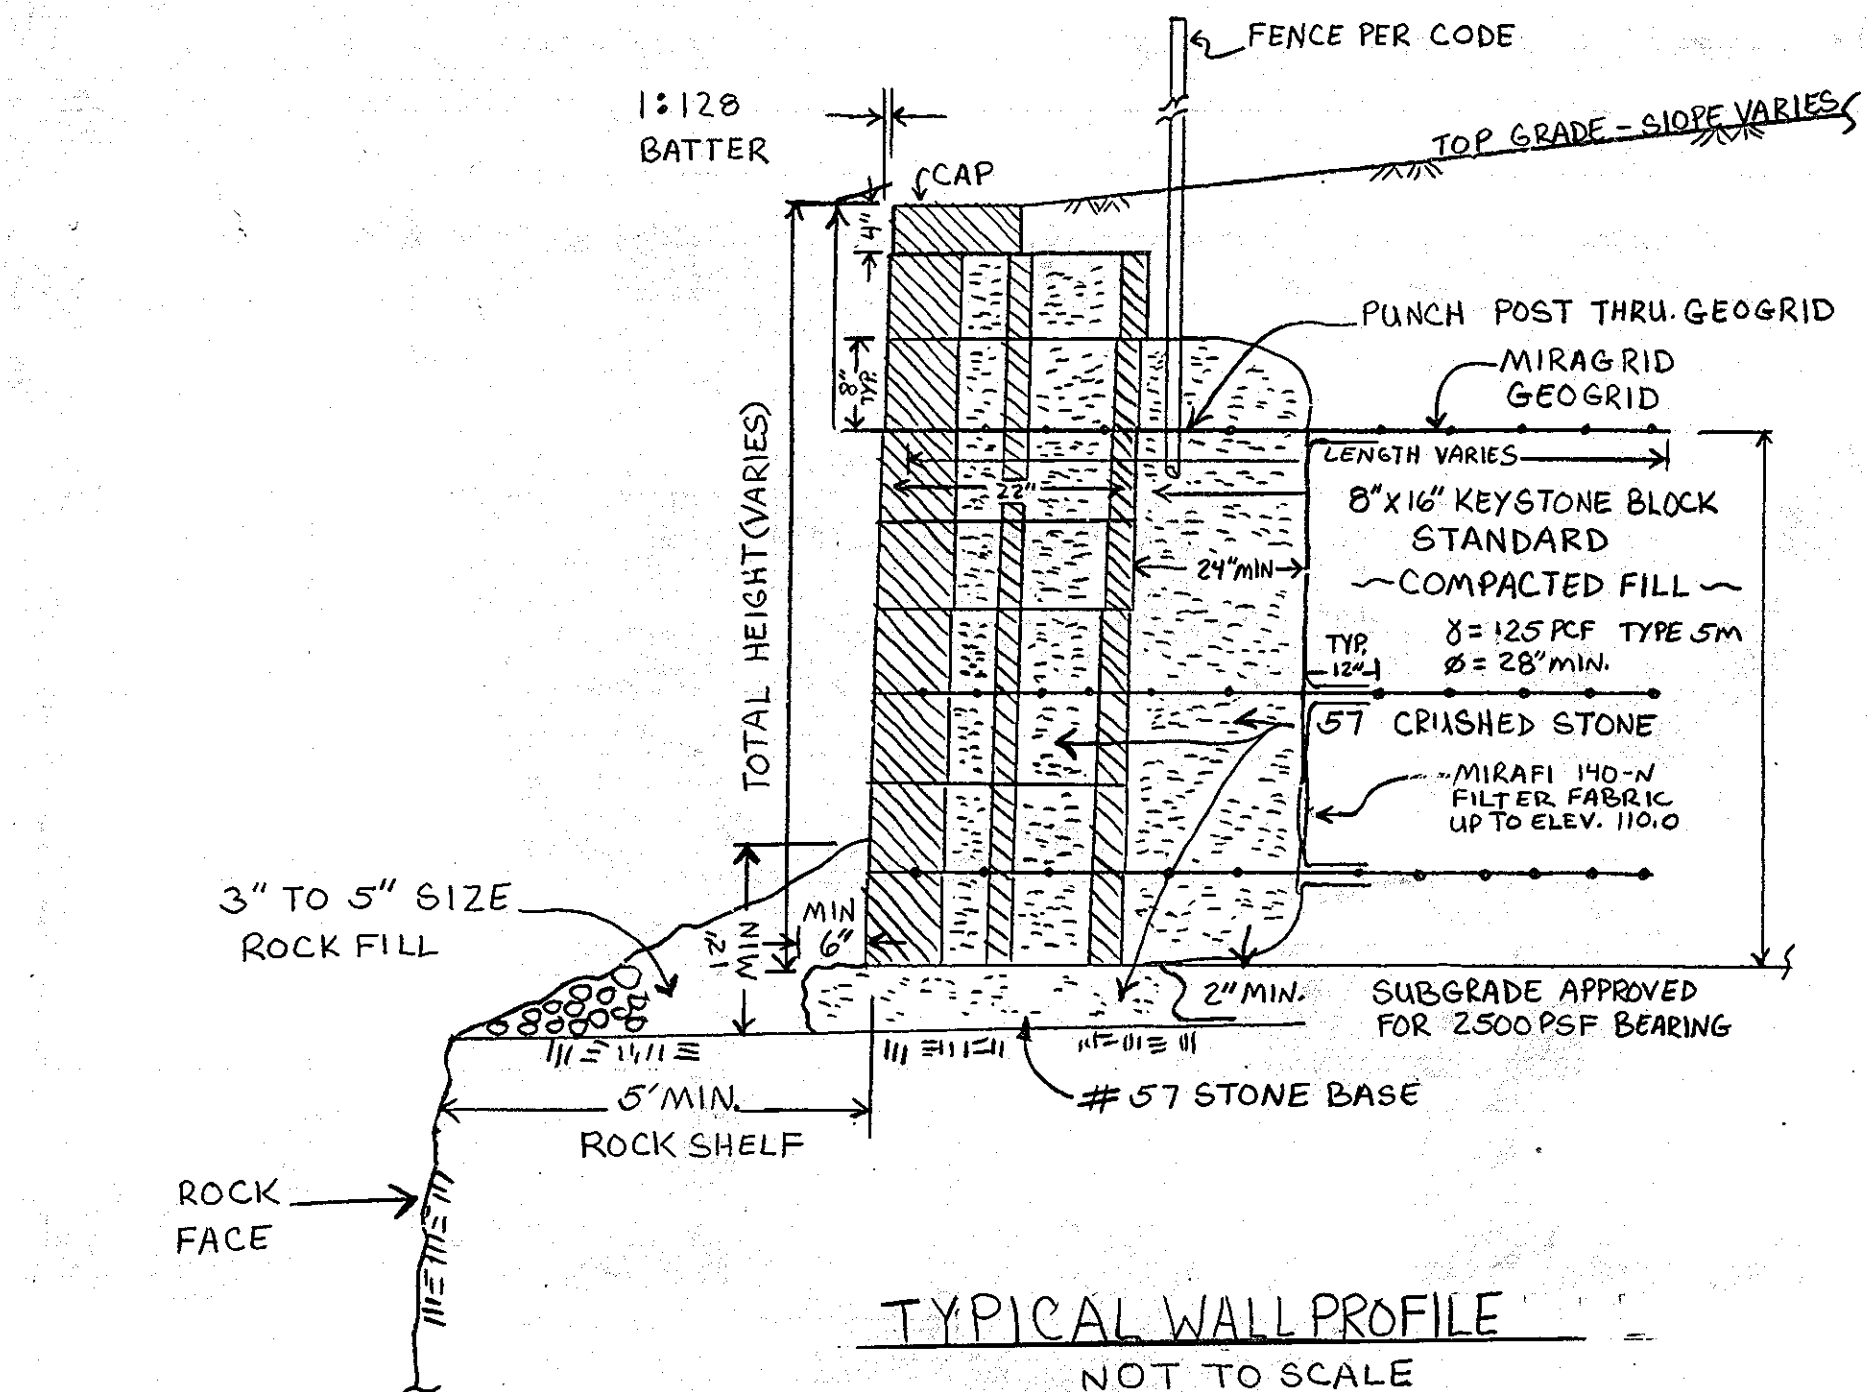 FENCE PER CODE
1:128
BATTER
TOP GRADE - SLOPE VARIES
CAP
4"
PUNCH POST THRU. GEOGRID
MIRAGRID
GEOGRID
8"
TYP.
LENGTH VARIES
22"
8"X16" KEYSTONE BLOCK
STANDARD
24"MIN
COMPACTED FILL
γ = 125 PCF TYPE 5M
TYP.
12"
Ø = 28" MIN.
TOTAL HEIGHT (VARIES)
57 CRUSHED STONE
MIRAFI 140-N
FILTER FABRIC
UP TO ELEV. 110.0
3" TO 5" SIZE
ROCK FILL
12"
MIN
MIN
6"
2" MIN.
SUBGRADE APPROVED
FOR 2500 PSF BEARING
# 57 STONE BASE
5' MIN.
ROCK SHELF
ROCK
FACE
TYPICAL WALL PROFILE
NOT TO SCALE